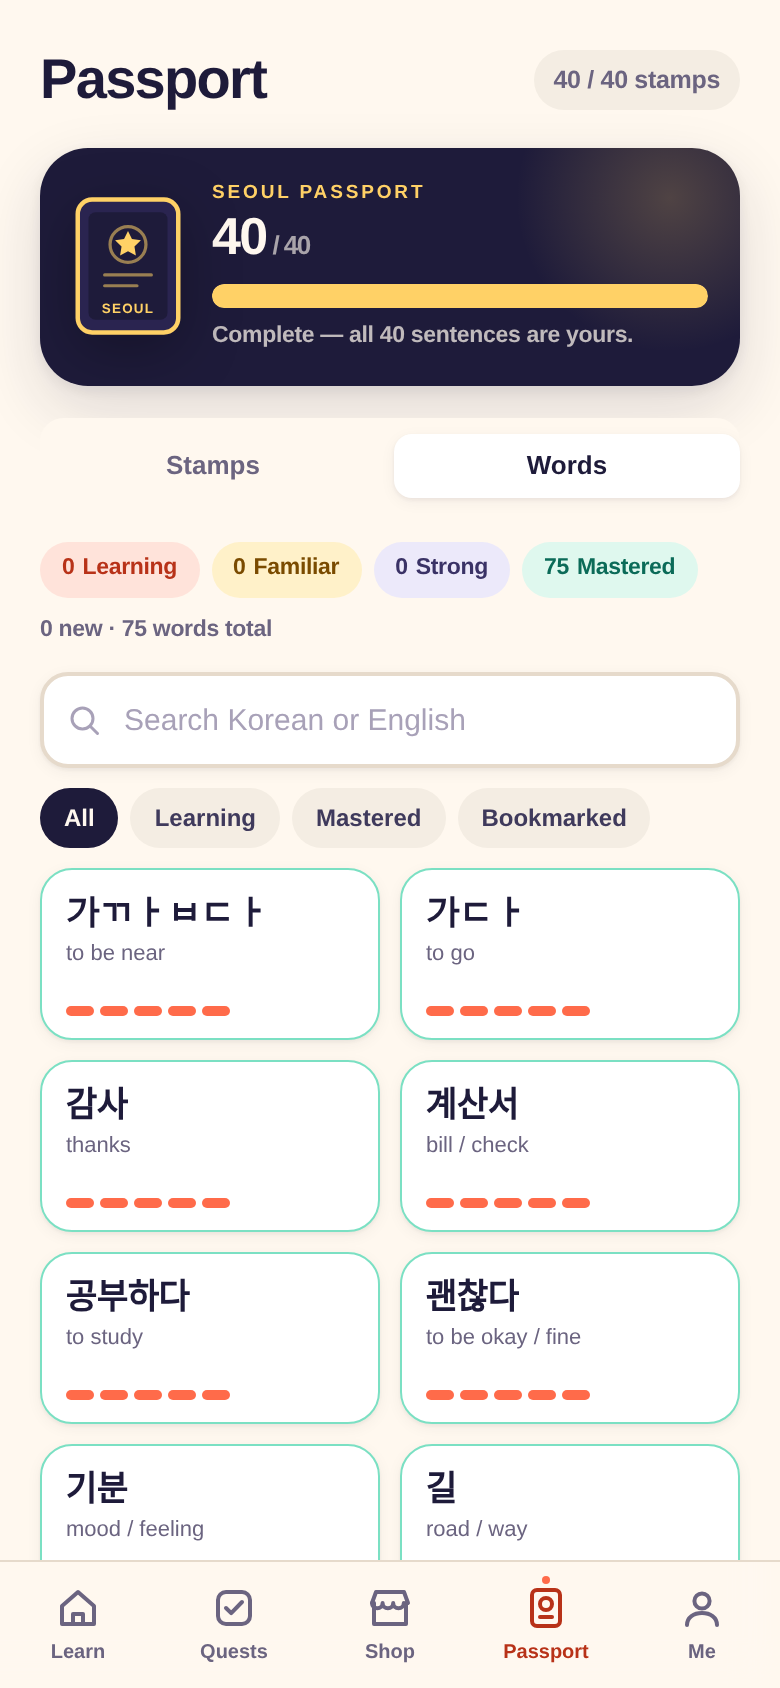 Passport
40 / 40 stamps
SEOUL PASSPORT
40 / 40
SEOUL
Complete — all 40 sentences are yours.
Stamps
Words
0 Learning
0 Familiar
0 Strong
75 Mastered
0 new · 75 words total
Search Korean or English
All
Learning
Mastered
Bookmarked
가ㄲㅏㅂㄷㅏ
to be near
가ㄷㅏ
to go
감사
thanks
계산서
bill / check
공부하다
to study
괜찮다
to be okay / fine
기분
mood / feeling
길
road / way
Learn
Quests
Shop
Passport
Me